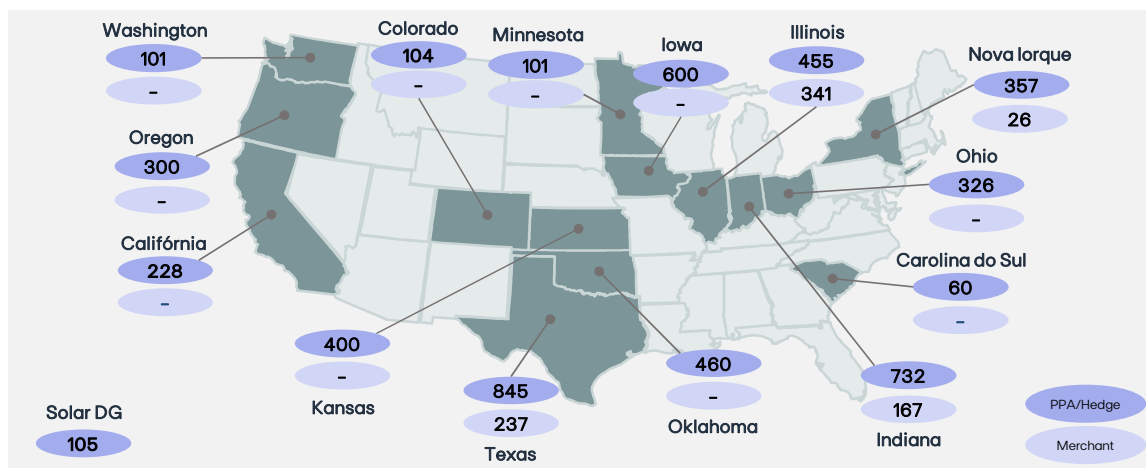 Washington
101
-
Colorado
104
-
Minnesota
101
-
Iowa
600
-
Illinois
455
341
Nova Iorque
357
26
Oregon
300
-
Ohio
326
-
Califórnia
228
-
Carolina do Sul
60
-
400
-
Kansas
845
237
Texas
460
-
Oklahoma
732
167
Indiana
Solar DG
105
PPA/Hedge
Merchant